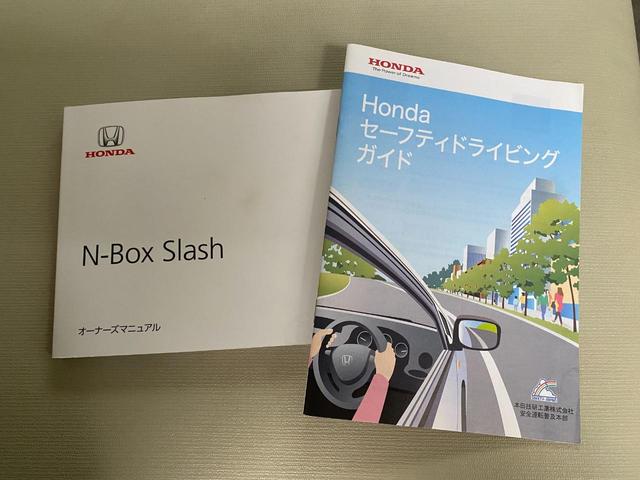 HONDA
N-Box Slash
オーナーズマニュアル
HONDA
The Power of Dreams
Honda
セーフティドライビング
ガイド
本田技研工業株式会社
安全運転普及本部